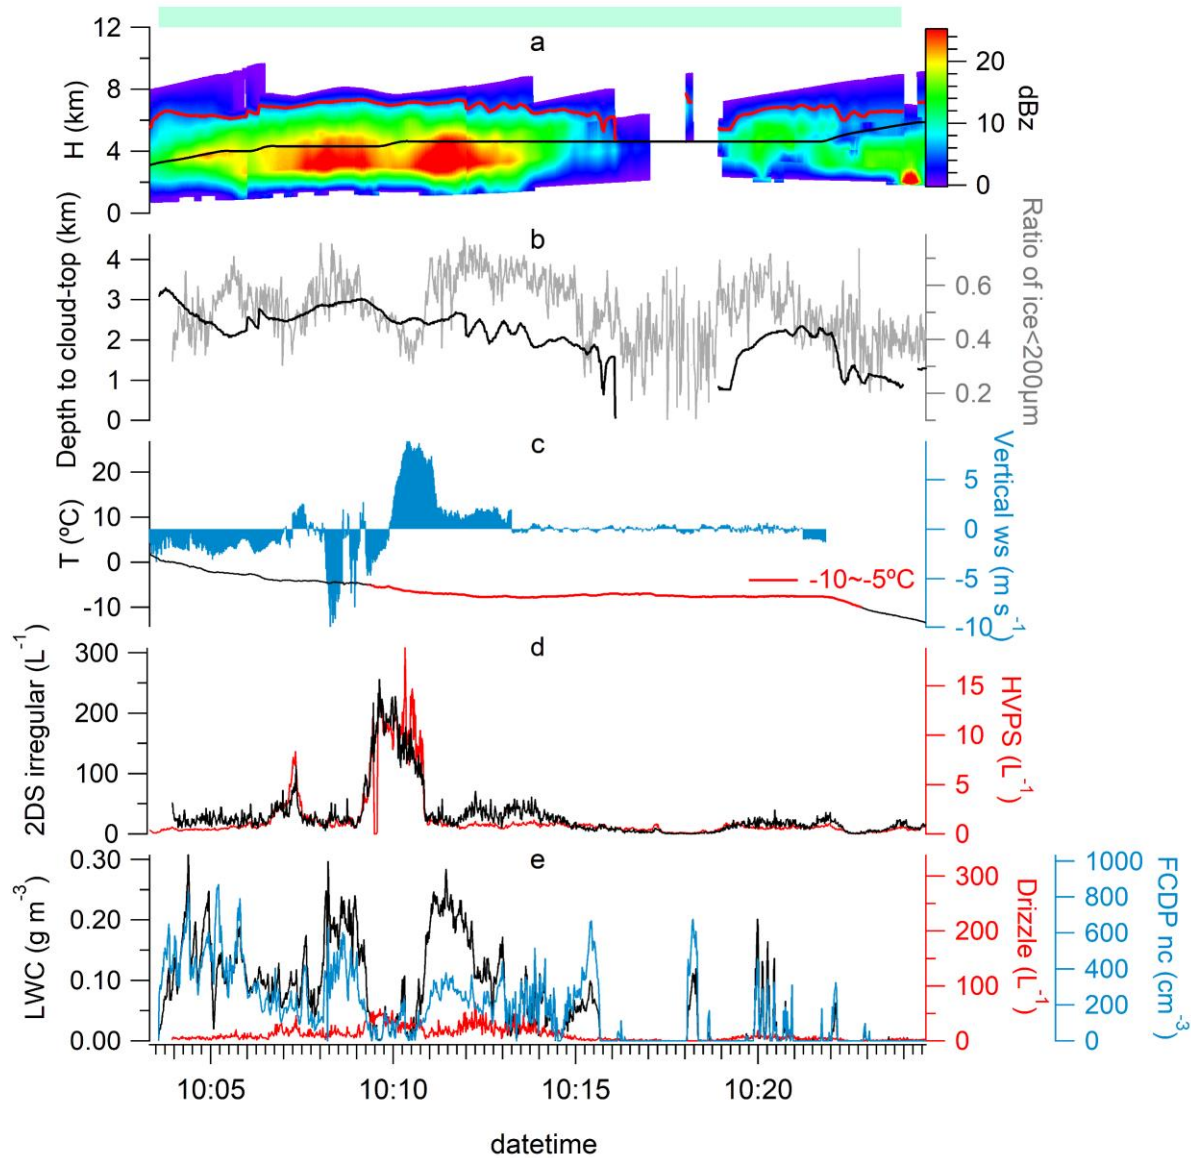 a
12
8
4
0
H (km)
20
10
0
dBz
b
4
3
2
1
0
Depth to cloud-top (km)
0.6
0.4
0.2
Ratio of ice<200μm
c
20
10
0
-10
T (ºC)
5
0
-5
-10
Vertical ws (m s⁻¹)
-10~-5ºC
d
300
200
100
0
2DS irregular (L⁻¹)
15
10
5
0
HVPS (L⁻¹)
e
0.30
0.20
0.10
0.00
LWC (g m⁻³)
300
200
100
0
Drizzle (L⁻¹)
1000
800
600
400
200
0
FCDP nc (cm⁻³)
10:05 10:10 10:15 10:20
datetime